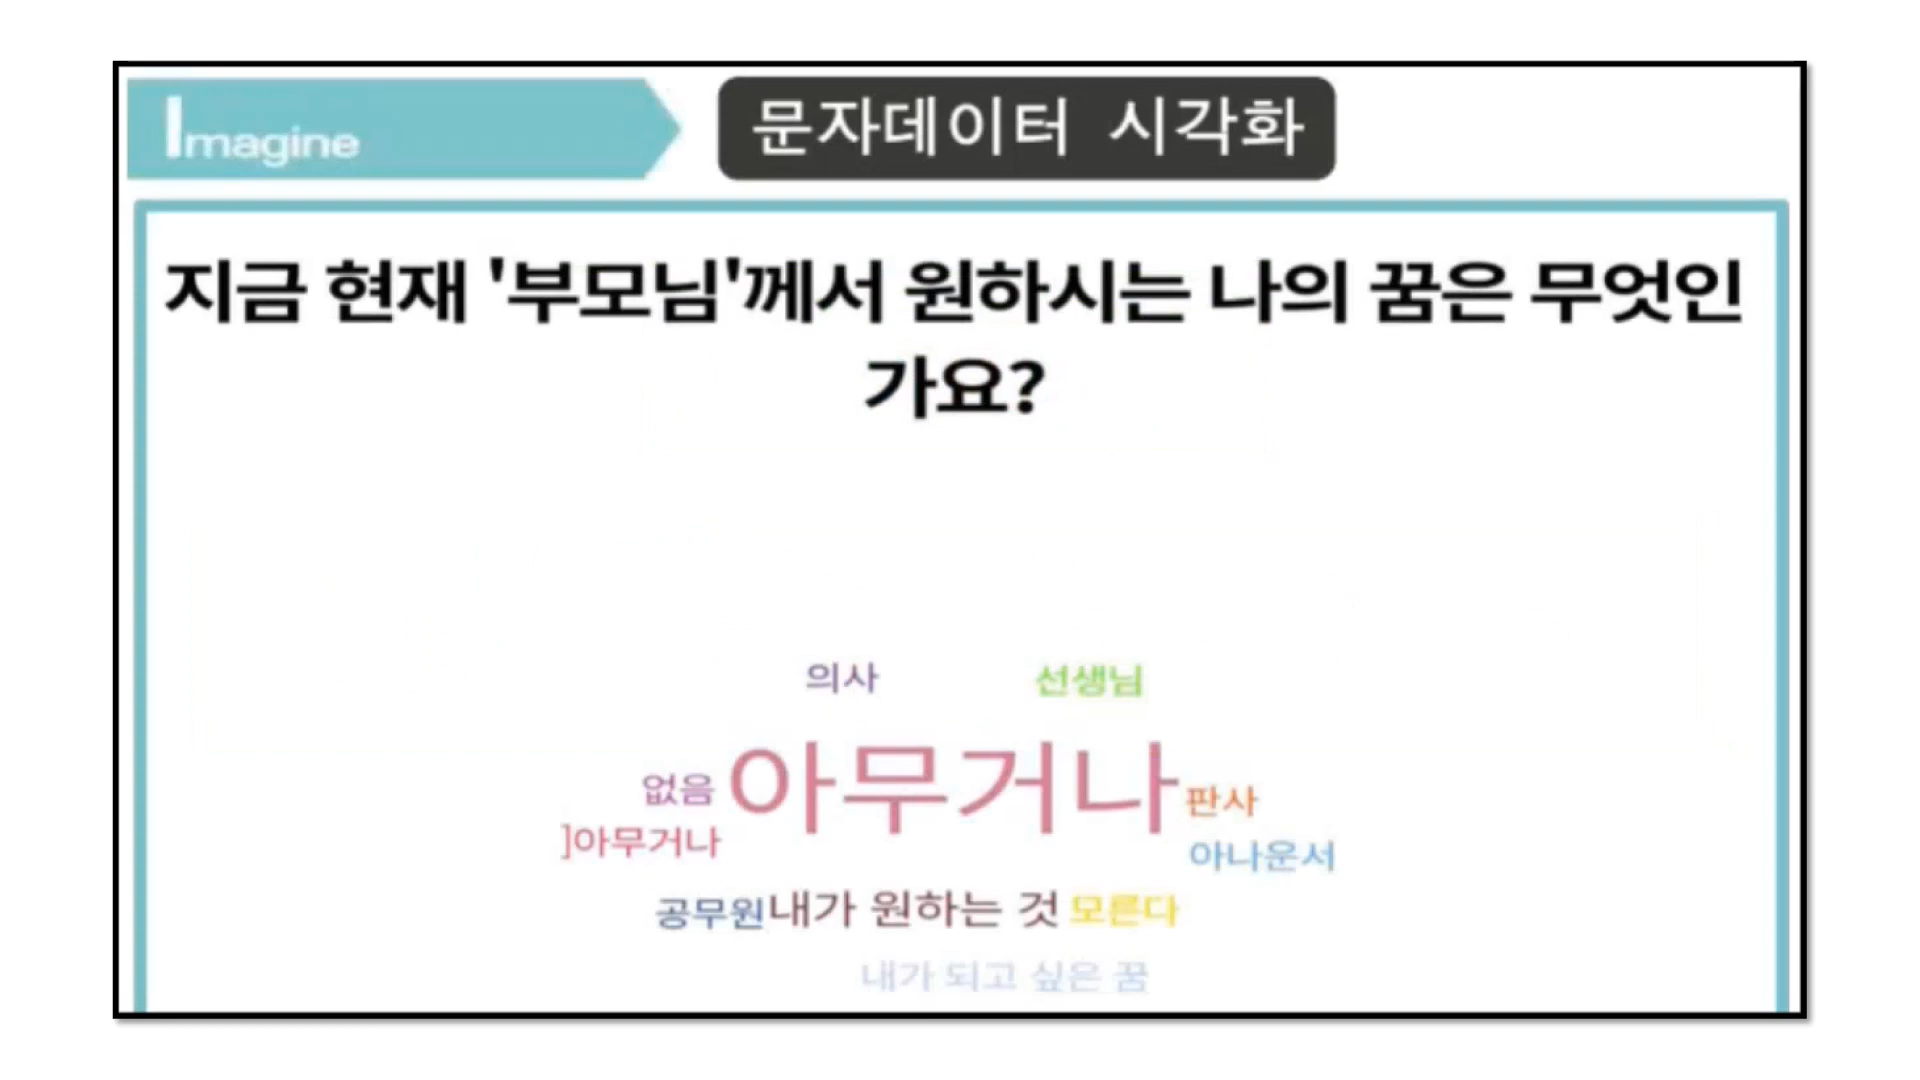 Imagine
문자데이터 시각화
지금 현재 '부모님'께서 원하시는 나의 꿈은 무엇인
가요?
의사 선생님
없음 아무거나 판사
]아무거나 아나운서
공무원 내가 원하는 것 모른다
내가 되고 싶은 꿈